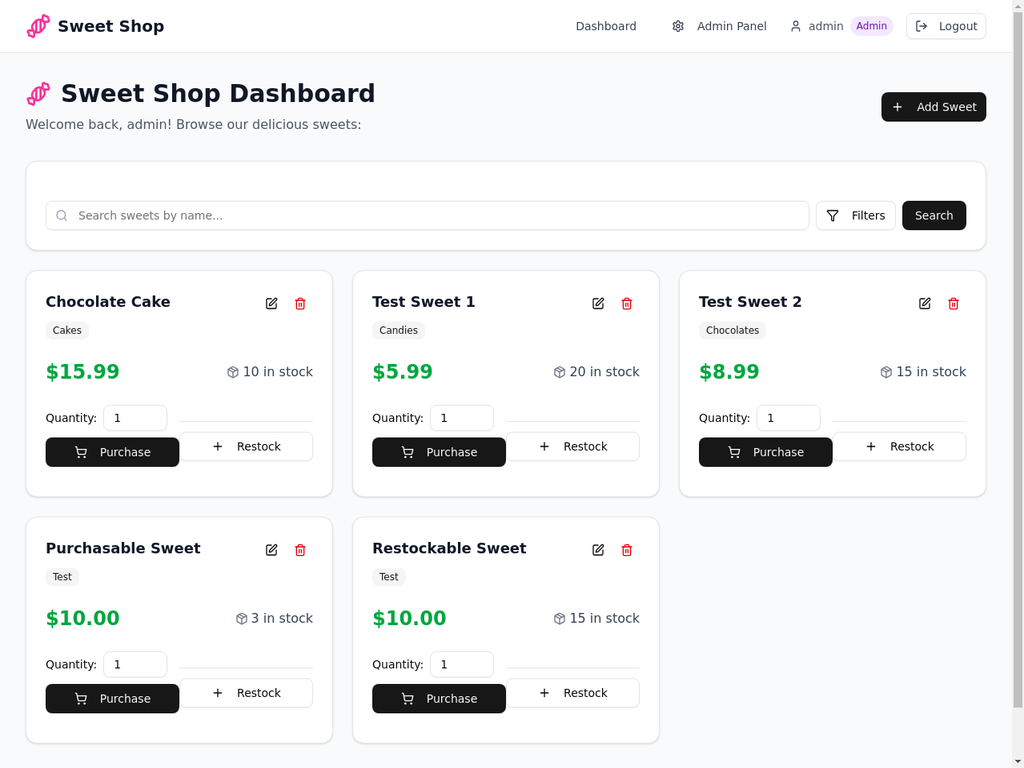 Sweet Shop
Dashboard
Admin Panel
admin
Admin
Logout
Sweet Shop Dashboard
Welcome back, admin! Browse our delicious sweets:
Add Sweet
Search sweets by name...
Filters
Search
Chocolate Cake
Cakes
$15.99
10 in stock
Quantity: 1
Purchase
Restock
Test Sweet 1
Candies
$5.99
20 in stock
Quantity: 1
Purchase
Restock
Test Sweet 2
Chocolates
$8.99
15 in stock
Quantity: 1
Purchase
Restock
Purchasable Sweet
Test
$10.00
3 in stock
Quantity: 1
Purchase
Restock
Restockable Sweet
Test
$10.00
15 in stock
Quantity: 1
Purchase
Restock